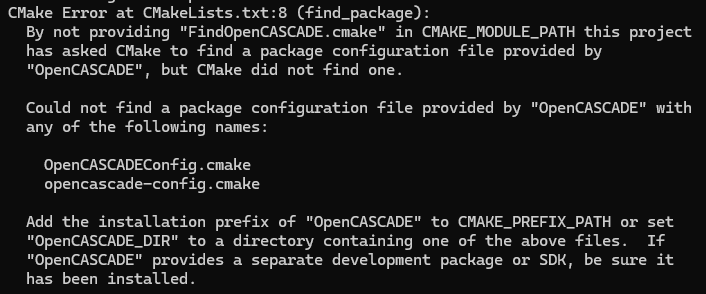 CMake Error at CMakeLists.txt:8 (find_package):
By not providing "FindOpenCASCADE.cmake" in CMAKE_MODULE_PATH this project
has asked CMake to find a package configuration file provided by
"OpenCASCADE", but CMake did not find one.
Could not find a package configuration file provided by "OpenCASCADE" with
any of the following names:
OpenCASCADEConfig.cmake
opencascade-config.cmake
Add the installation prefix of "OpenCASCADE" to CMAKE_PREFIX_PATH or set
"OpenCASCADE_DIR" to a directory containing one of the above files.  If
"OpenCASCADE" provides a separate development package or SDK, be sure it
has been installed.